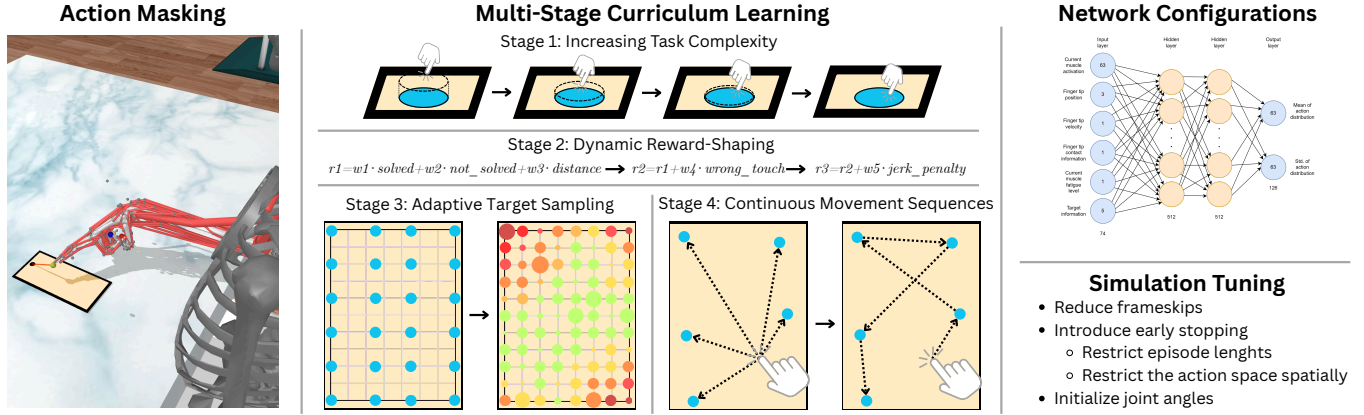 Action Masking
Multi-Stage Curriculum Learning
Stage 1: Increasing Task Complexity
Stage 2: Dynamic Reward-Shaping
r1=w1·solved+w2·not_solved+w3·distance → r2=r1+w4·wrong_touch → r3=r2+w5·jerk_penalty
Stage 3: Adaptive Target Sampling
Stage 4: Continuous Movement Sequences
Network Configurations
Input
layer
Hidden
layer
Hidden
layer
Output
layer
Current
muscle
activation
63
Finger tip
position
3
Finger tip
velocity
1
Finger tip
contact
information
1
Current
muscle
fatigue
level
1
Target
information
5
74
512
512
63
Mean of
action
distribution
63
Std. of
action
distribution
126
Simulation Tuning
• Reduce frameskips
• Introduce early stopping
◦ Restrict episode lenghts
◦ Restrict the action space spatially
• Initialize joint angles